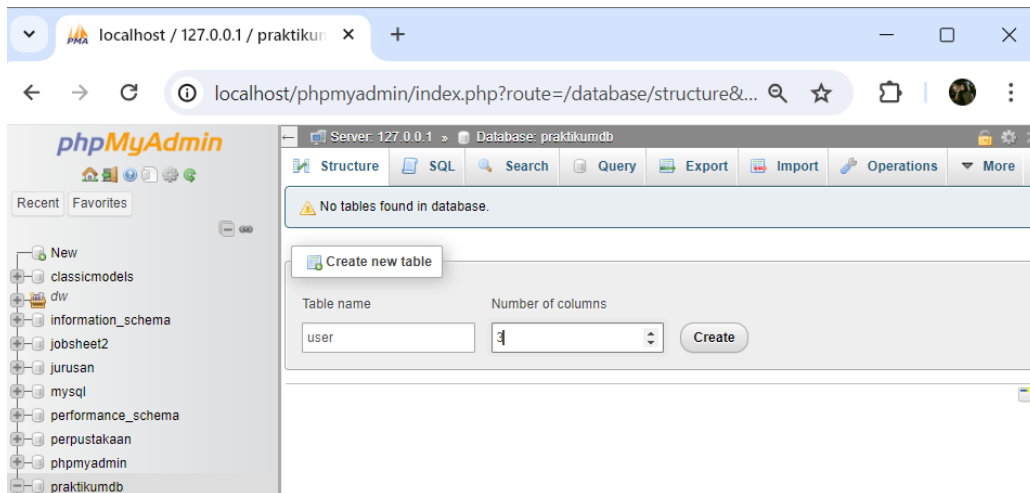 localhost / 127.0.0.1 / praktikun
localhost/phpmyadmin/index.php?route=/database/structure&...
phpMyAdmin
Recent Favorites
New
classicmodels
dw
information_schema
jobsheet2
jurusan
mysql
performance_schema
perpustakaan
phpmyadmin
praktikumdb
Server: 127.0.0.1 » Database: praktikumdb
Structure SQL Search Query Export Import Operations More
No tables found in database.
Create new table
Table name Number of columns
user 3 Create